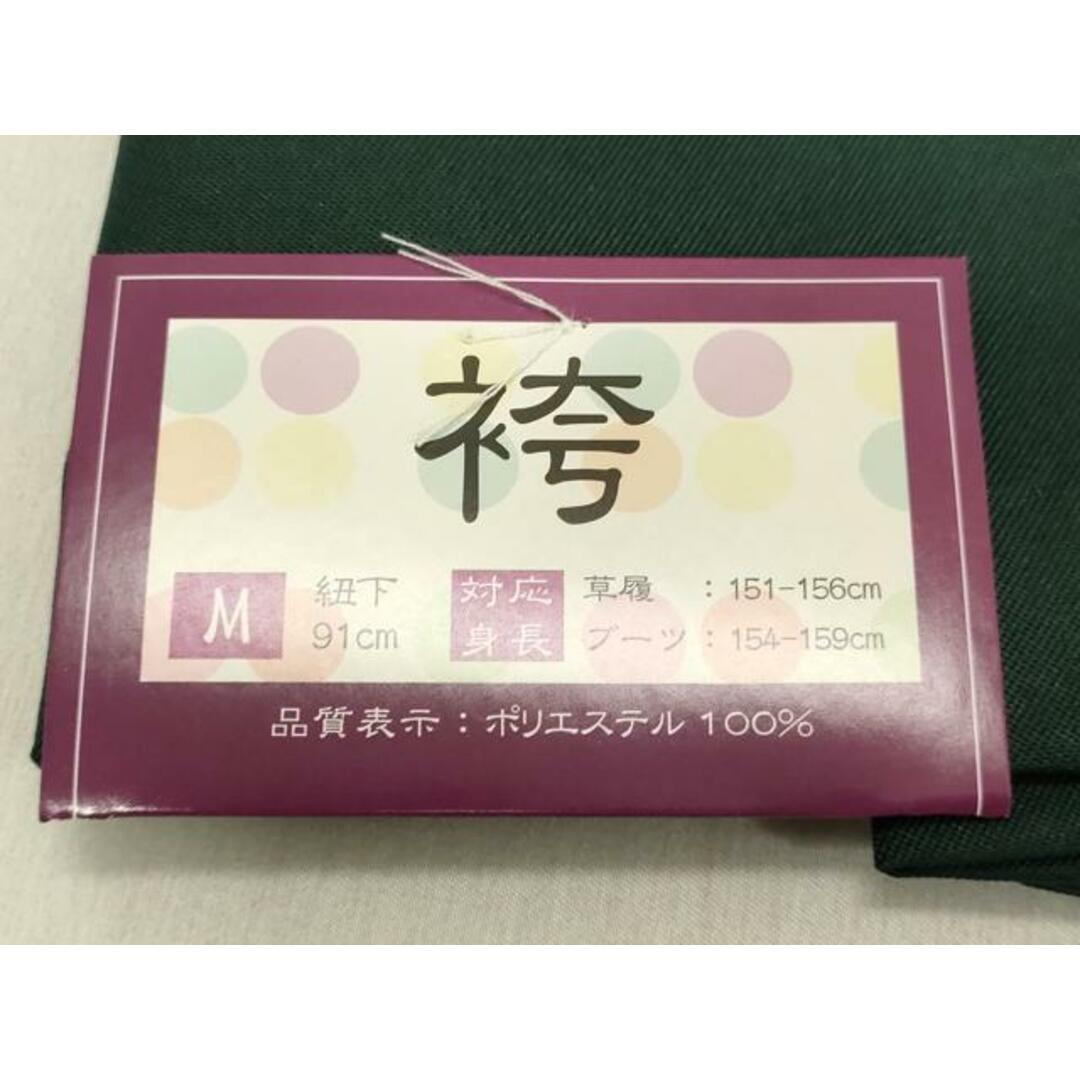 袴
M 紐下 対応 草履 : 151-156cm
91cm 身長 ブーツ : 154-159cm
品質表示 : ポリエステル 100%